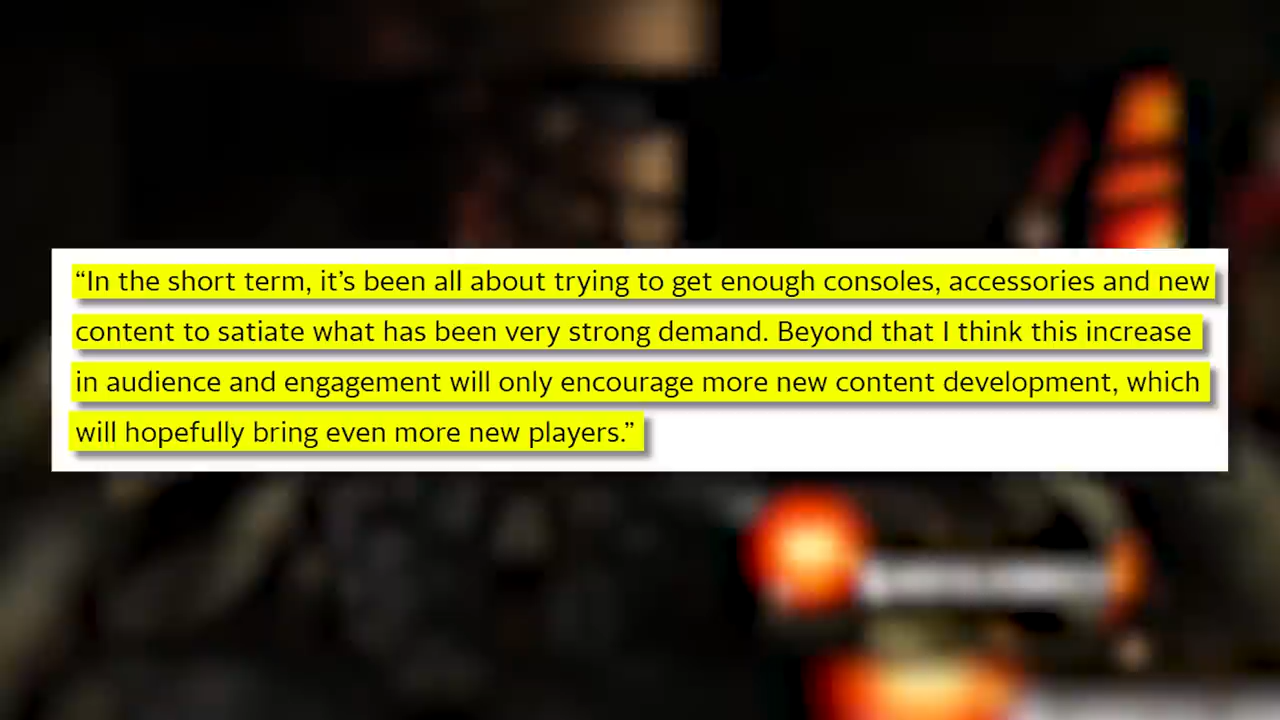 “In the short term, it’s been all about trying to get enough consoles, accessories and new
content to satiate what has been very strong demand. Beyond that I think this increase
in audience and engagement will only encourage more new content development, which
will hopefully bring even more new players.”